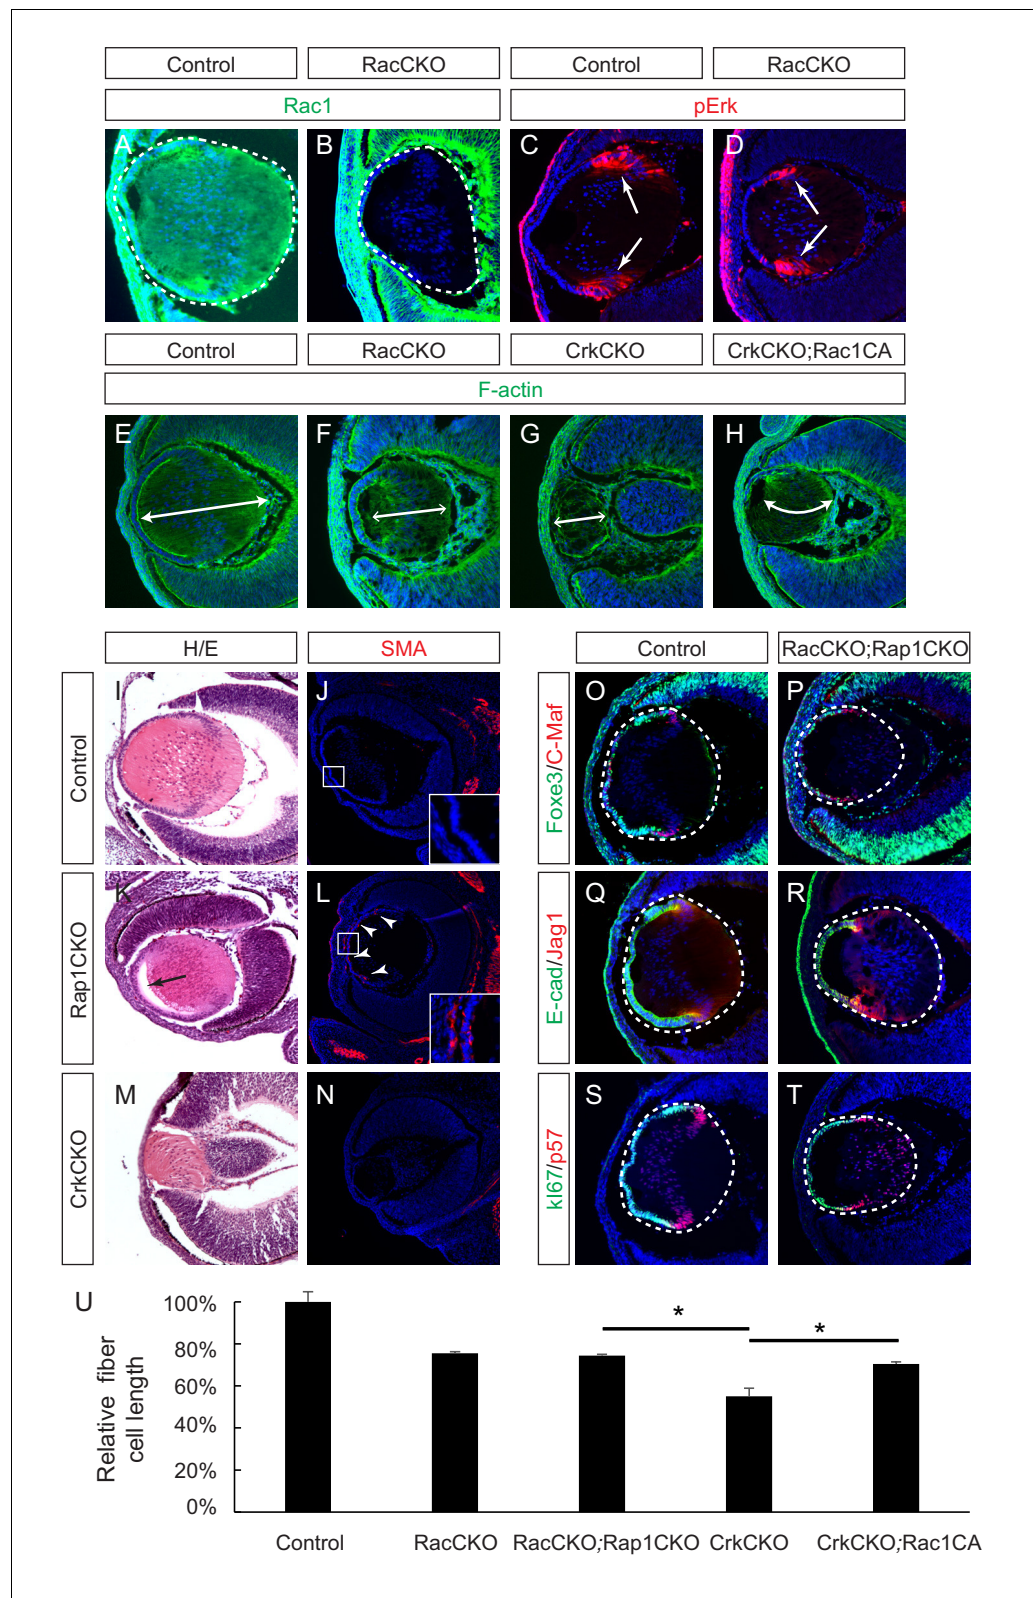 Control RacCKO Control RacCKO
Rac1 pErk
A B C D
Control RacCKO CrkCKO CrkCKO;Rac1CA
F-actin
E F G H
H/E SMA Control RacCKO;Rap1CKO
Control I J Foxe3/C-Maf O P
Rap1CKO K L E-cad/Jag1 Q R
CrkCKO M N kI67/p57 S T
U
Relative fiber
cell length
100%
80%
60%
40%
20%
0%
* *
Control RacCKO RacCKO;Rap1CKO CrkCKO CrkCKO;Rac1CA